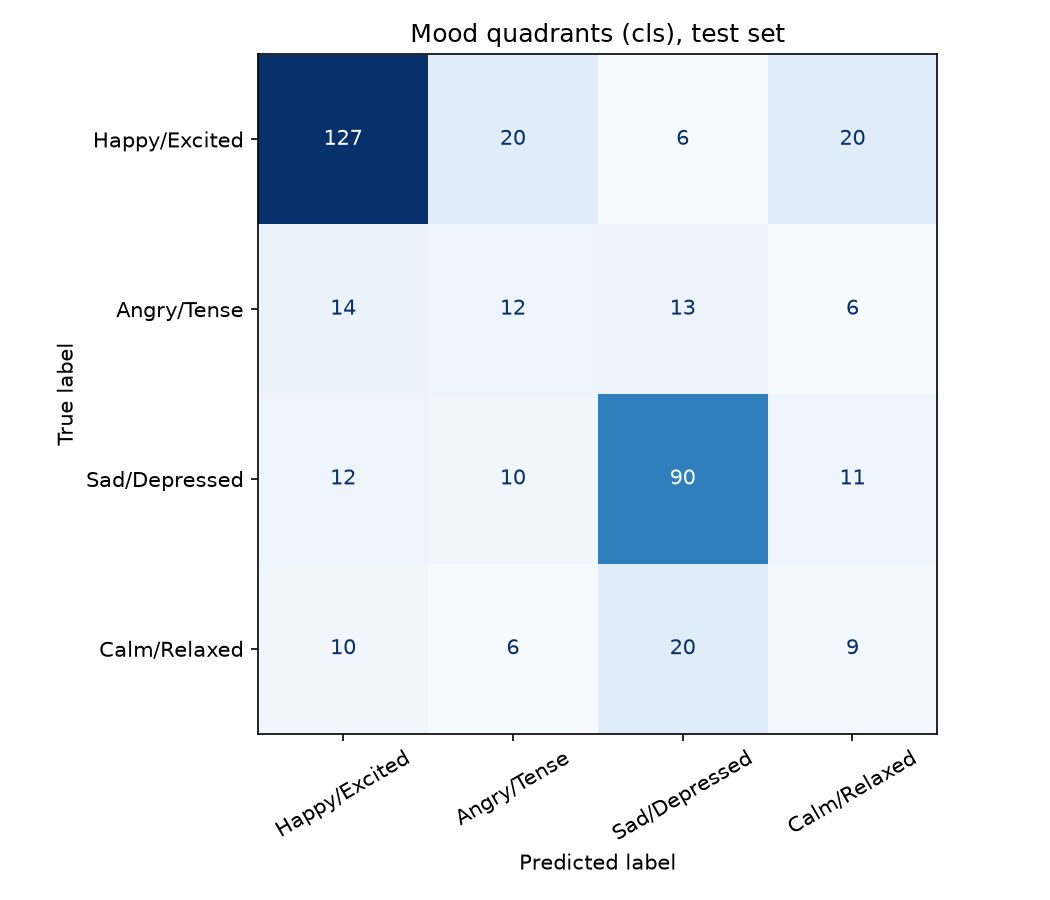 Mood quadrants (cls), test set
True label
Happy/Excited 127 20 6 20
Angry/Tense 14 12 13 6
Sad/Depressed 12 10 90 11
Calm/Relaxed 10 6 20 9
Happy/Excited Angry/Tense Sad/Depressed Calm/Relaxed
Predicted label